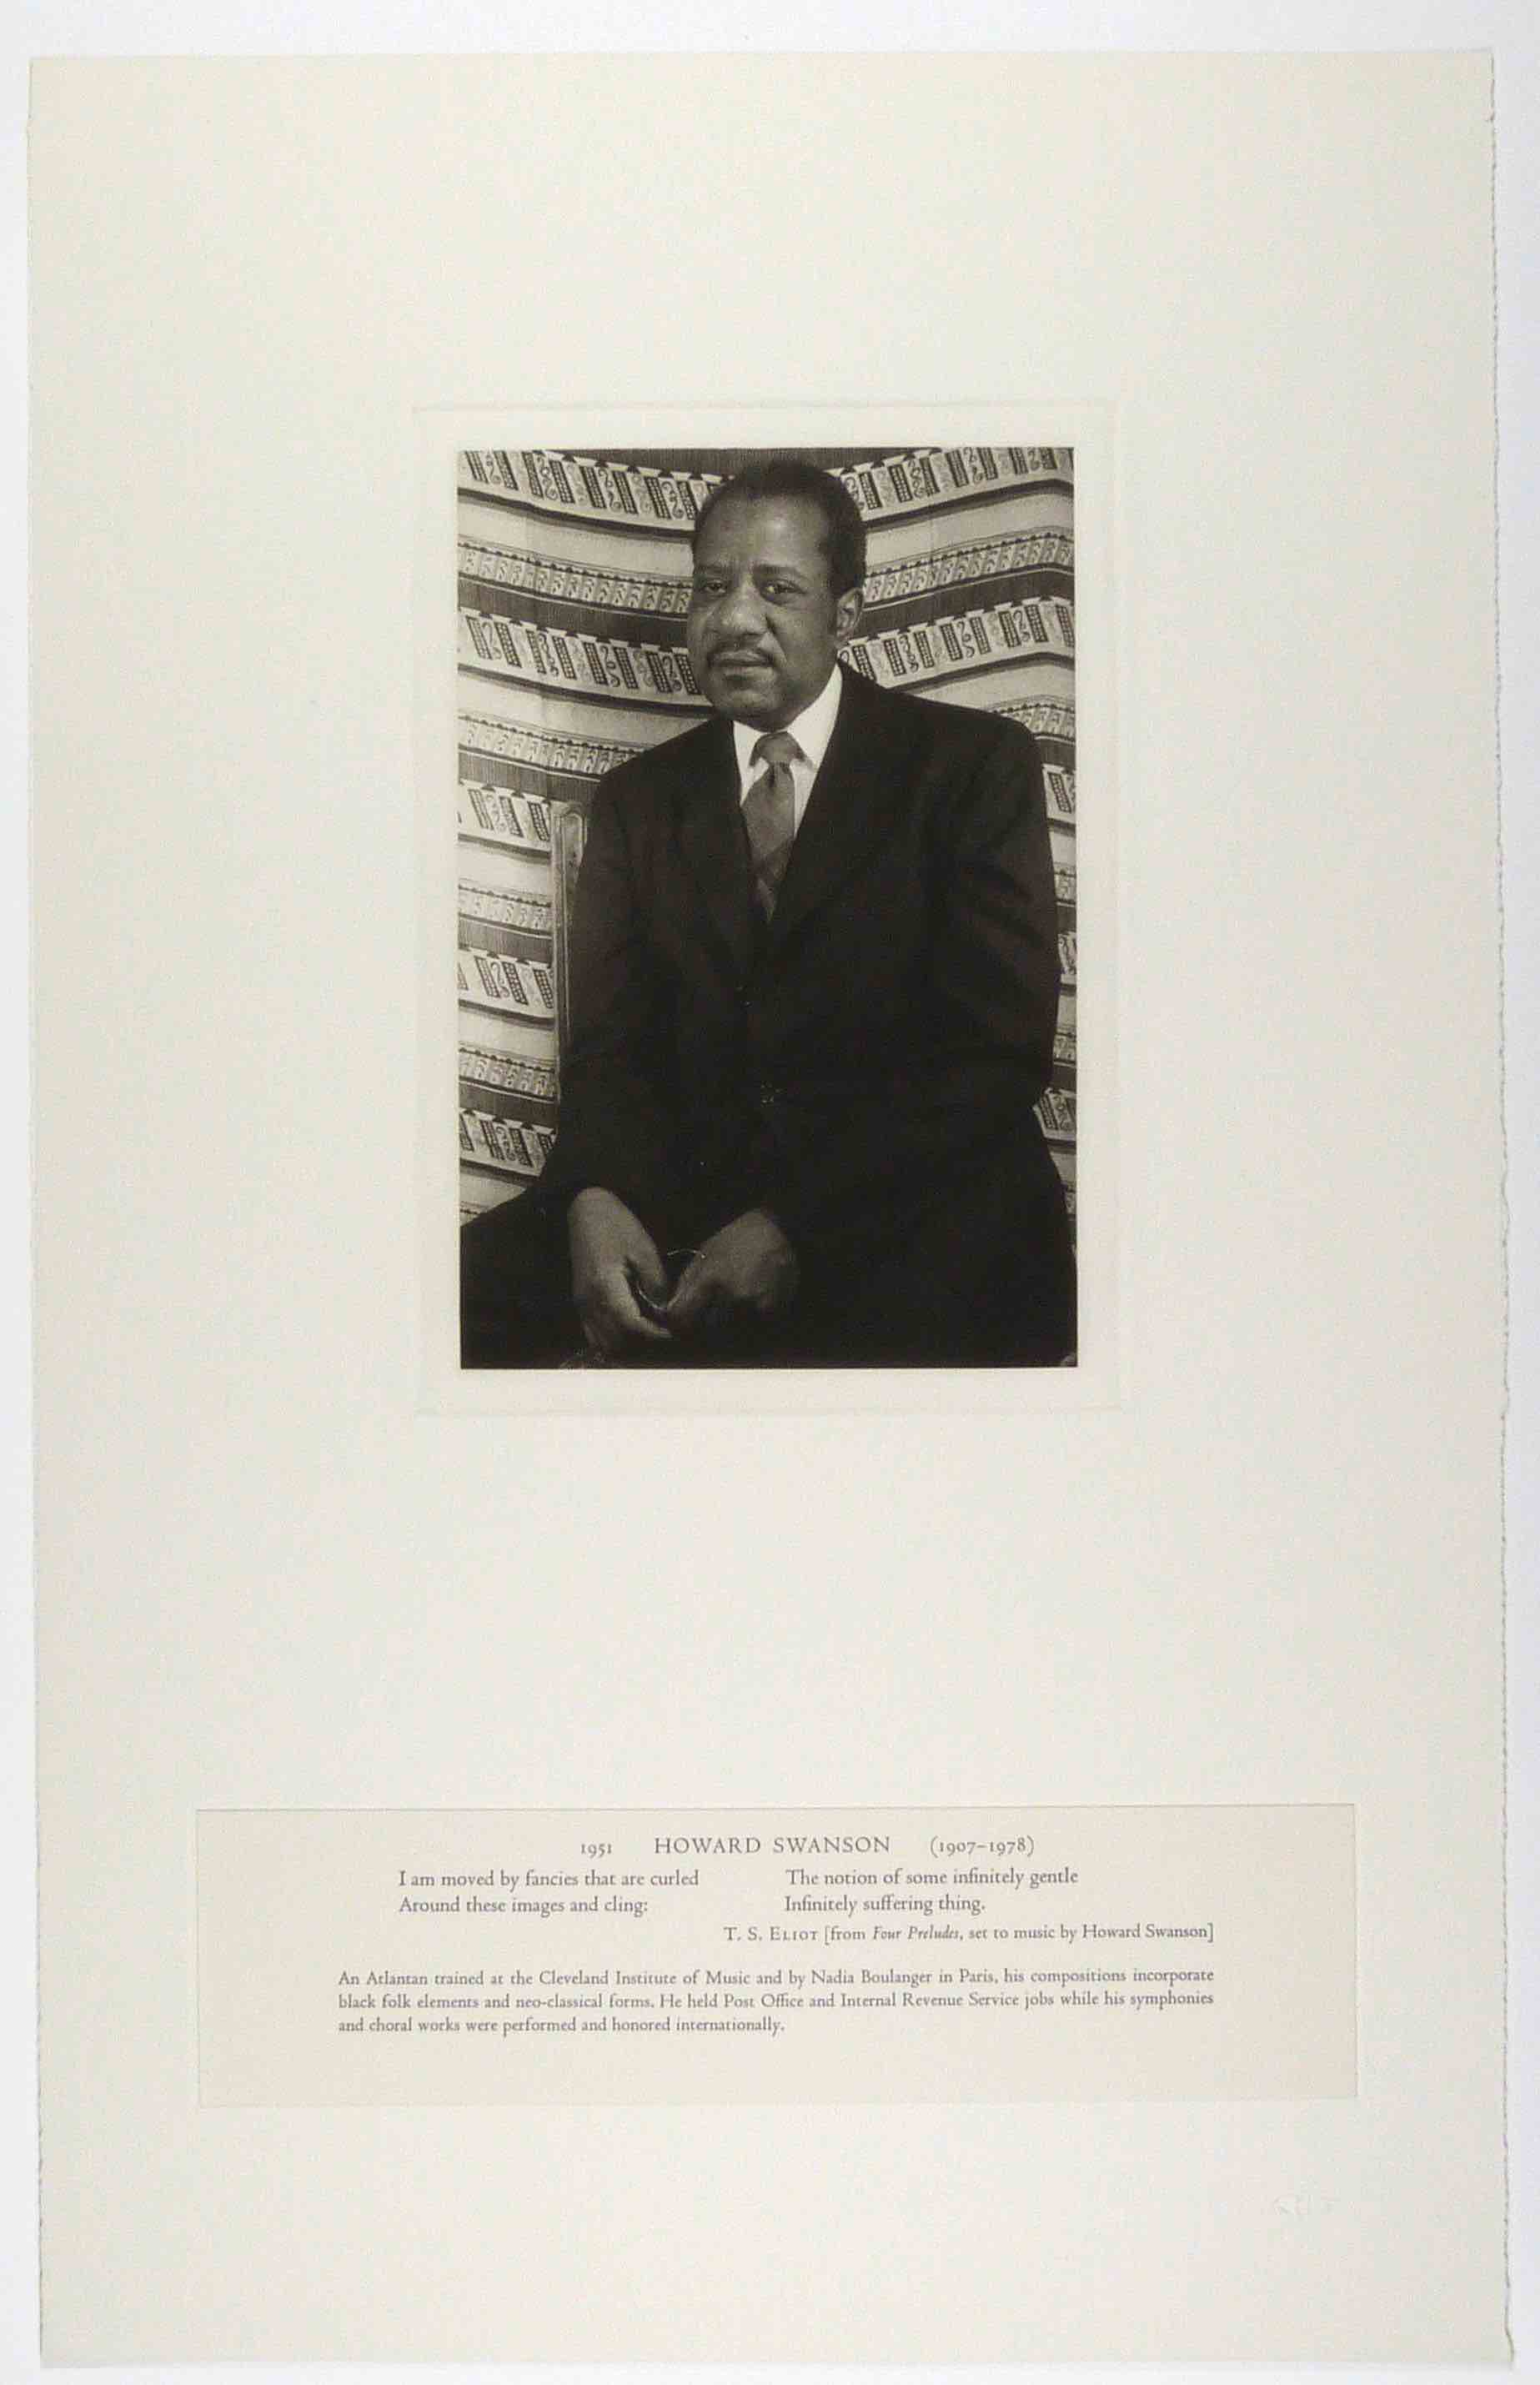 1951 HOWARD SWANSON (1907–1978)
I am moved by fancies that are curled
Around these images and cling:
The notion of some infinitely gentle
Infinitely suffering thing.
T. S. ELIOT [from Four Preludes, set to music by Howard Swanson]
An Atlantan trained at the Cleveland Institute of Music and by Nadia Boulanger in Paris, his compositions incorporate
black folk elements and neo-classical forms. He held Post Office and Internal Revenue Service jobs while his symphonies
and choral works were performed and honored internationally.